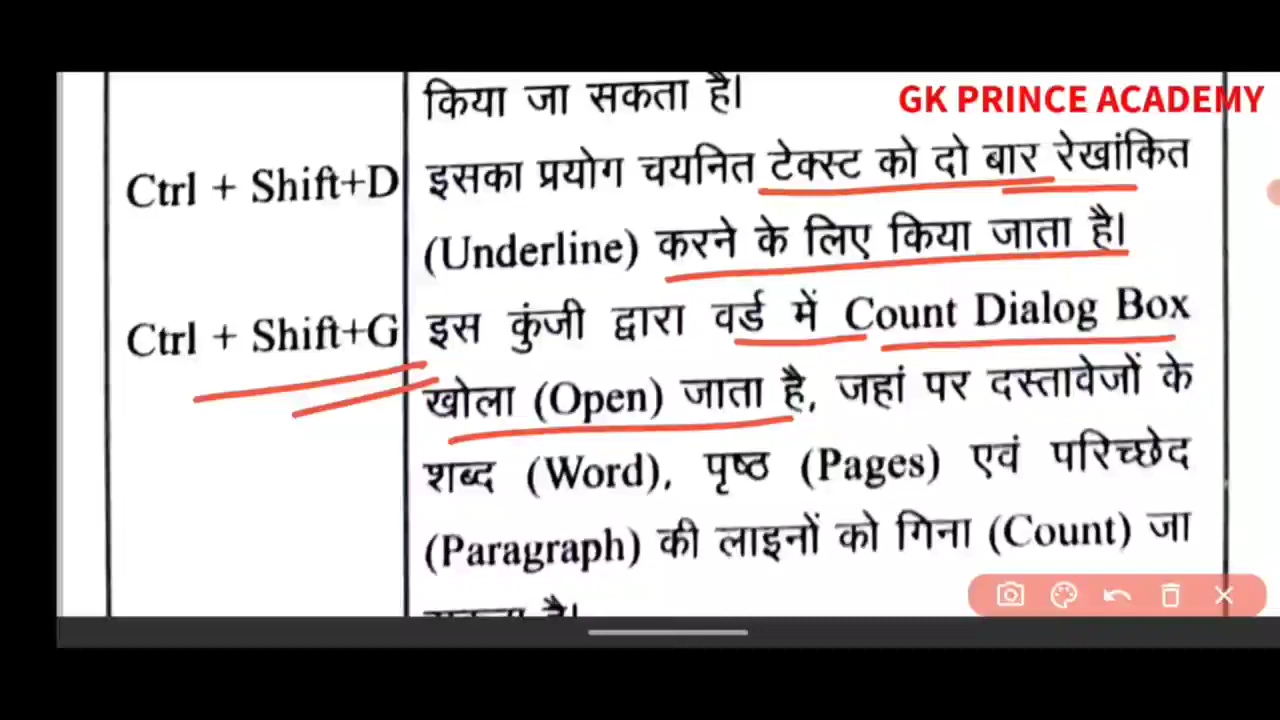 किया जा सकता है।
GK PRINCE ACADEMY
Ctrl + Shift+D
इसका प्रयोग चयनित टेक्स्ट को दो बार रेखांकित
(Underline) करने के लिए किया जाता है।
Ctrl + Shift+G
इस कुंजी द्वारा वर्ड में Count Dialog Box
खोला (Open) जाता है, जहां पर दस्तावेजों के
शब्द (Word), पृष्ठ (Pages) एवं परिच्छेद
(Paragraph) की लाइनों को गिना (Count) जा